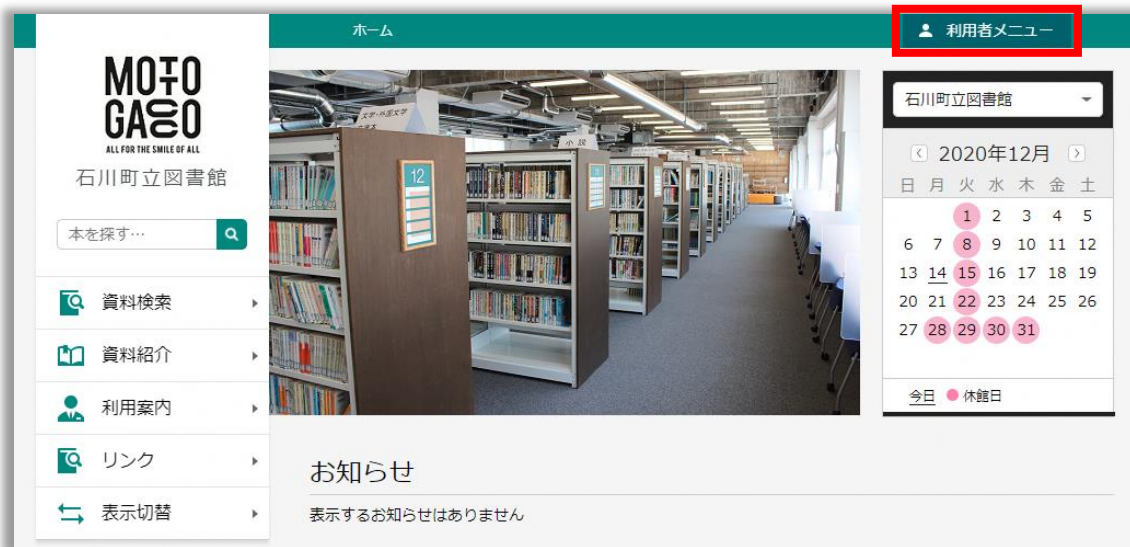 ホーム
利用者メニュー
MOTO
GACCO
ALL FOR THE SMILE OF ALL
石川町立図書館
本を探す…
資料検索
資料紹介
利用案内
リンク
表示切替
小説
12
石川町立図書館
2020年12月
日 月 火 水 木 金 土
1 2 3 4 5
6 7 8 9 10 11 12
13 14 15 16 17 18 19
20 21 22 23 24 25 26
27 28 29 30 31
今日 休館日
お知らせ
表示するお知らせはありません